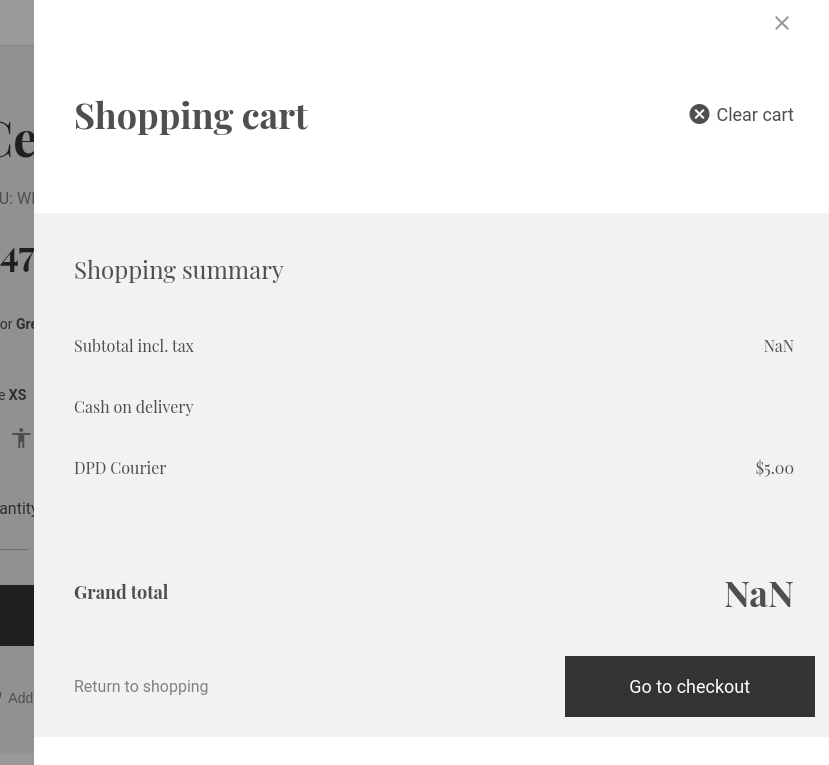 Shopping cart
Clear cart
Shopping summary
Subtotal incl. tax NaN
Cash on delivery
DPD Courier $5.00
Grand total NaN
Return to shopping
Go to checkout
Ce
U: W
47
or Gre
e XS
antity
Add